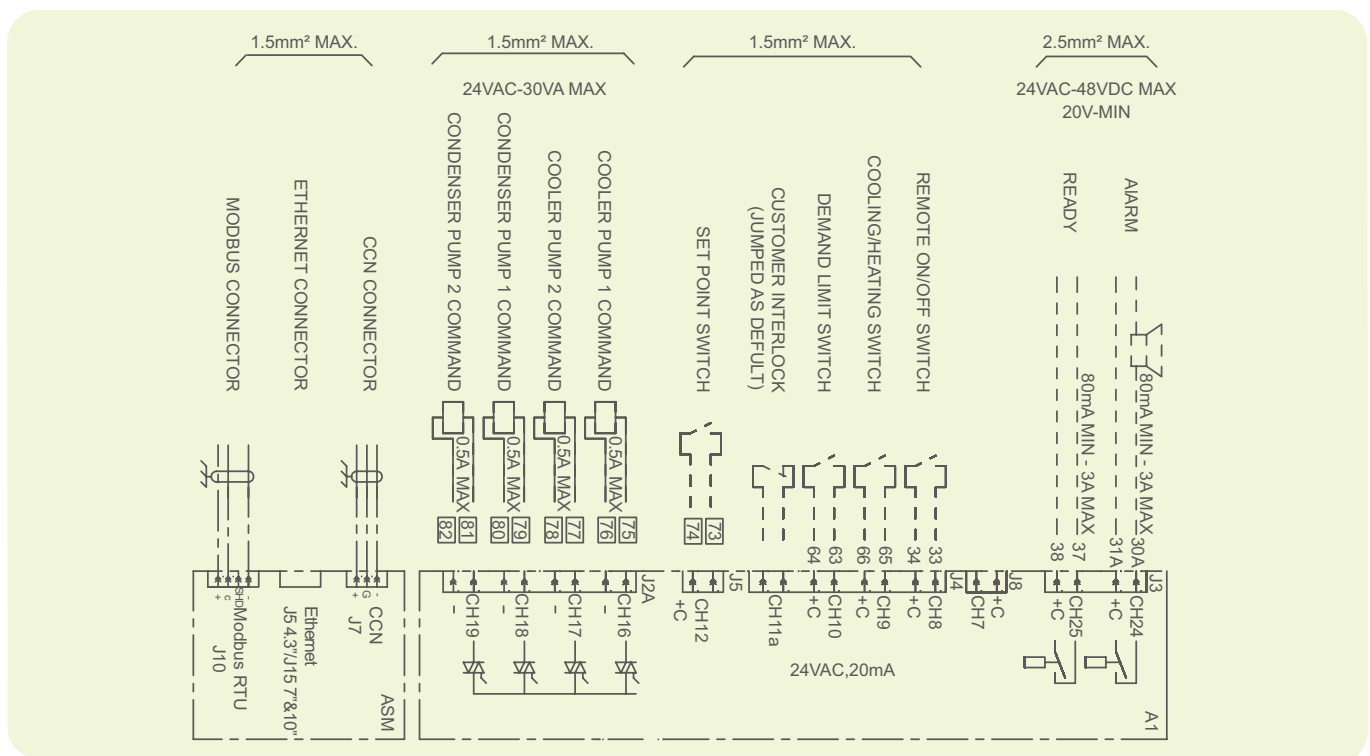 1.5mm² MAX.
1.5mm² MAX.
1.5mm² MAX.
2.5mm² MAX.
24VAC-30VA MAX
24VAC-48VDC MAX
20V-MIN
MODBUS CONNECTOR
ETHERNET CONNECTOR
CCN CONNECTOR
CONDENSER PUMP 2 COMMAND
CONDENSER PUMP 1 COMMAND
COOLER PUMP 2 COMMAND
COOLER PUMP 1 COMMAND
SET POINT SWITCH
CUSTOMER INTERLOCK
(JUMPED AS DEFULT)
DEMAND LIMIT SWITCH
COOLING/HEATING SWITCH
REMOTE ON/OFF SWITCH
READY
AIARM
0.5A MAX
0.5A MAX
0.5A MAX
0.5A MAX
80mA MIN - 3A MAX
80mA MIN - 3A MAX
82
81
80
79
78
77
76
75
74
73
64
63
66
65
34
33
38
37
31A
30A
+
C
SHD
-
Modbus RTU
J10
Ethernet
J5 4.3"/J15 7"&10"
+
G
-
CCN
J7
ASM
J2A
-
CH19
-
CH18
-
CH17
-
CH16
J5
+C
CH12
CH11a
+C
CH10
+C
CH9
+C
CH8
J4
CH7
+C
J8
+C
CH25
+C
CH24
J3
24VAC,20mA
A1